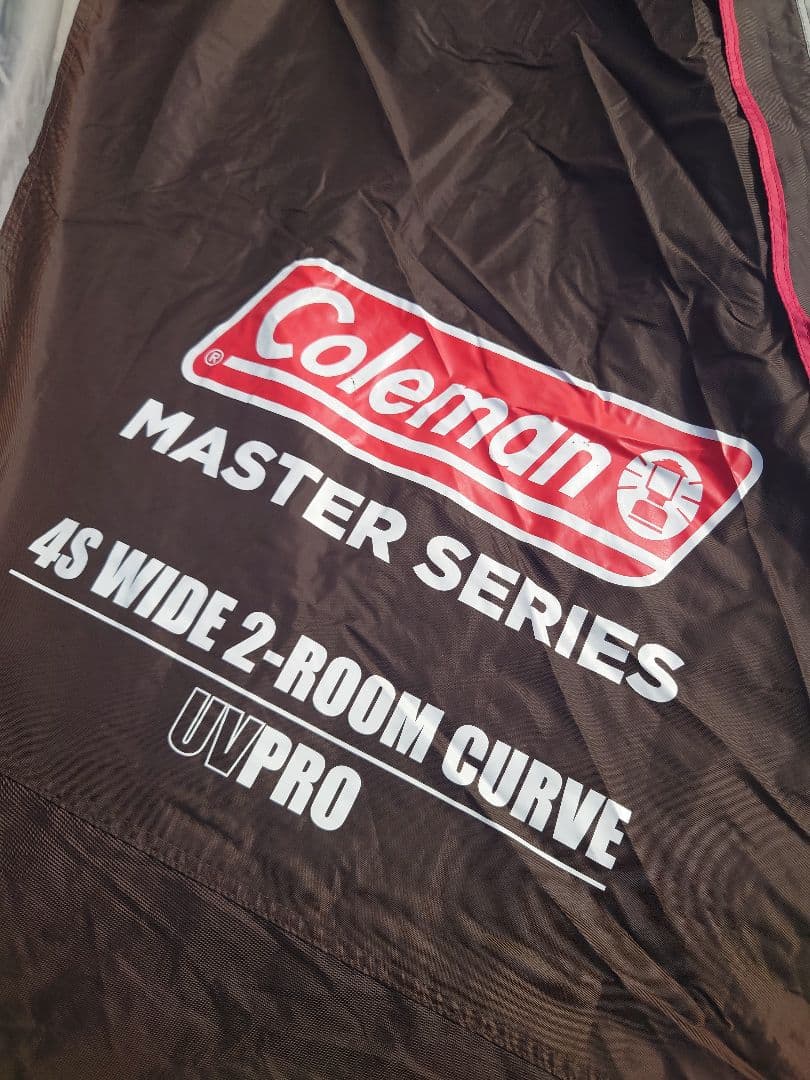 Coleman
®
MASTER SERIES
4S WIDE 2-ROOM CURVE
UVPRO